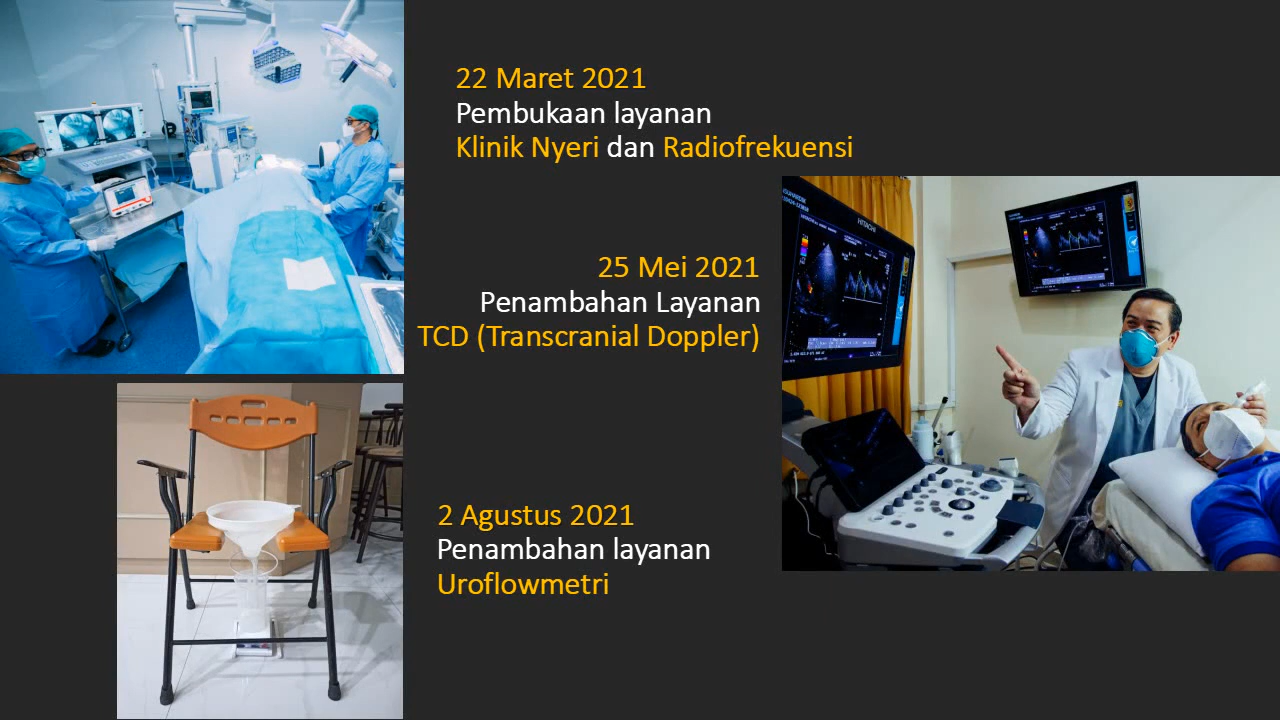 22 Maret 2021
Pembukaan layanan
Klinik Nyeri dan Radiofrekuensi
25 Mei 2021
Penambahan Layanan
TCD (Transcranial Doppler)
HITACHI
2 Agustus 2021
Penambahan layanan
Uroflowmetri